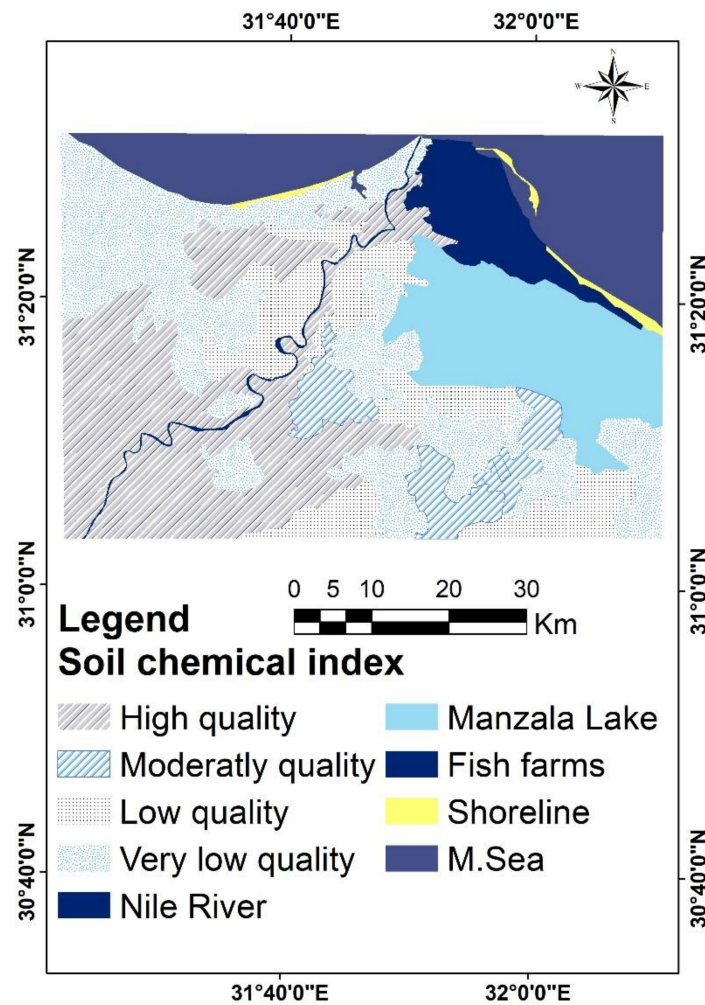 31°40'0"E 32°0'0"E
N
W E
S
31°20'0"N 31°20'0"N
31°0'0"N 31°0'0"N
0 5 10 20 30
Km
Legend
Soil chemical index
High quality Manzala Lake
Moderatly quality Fish farms
Low quality Shoreline
Very low quality M.Sea
Nile River
30°40'0"N 30°40'0"N
31°40'0"E 32°0'0"E